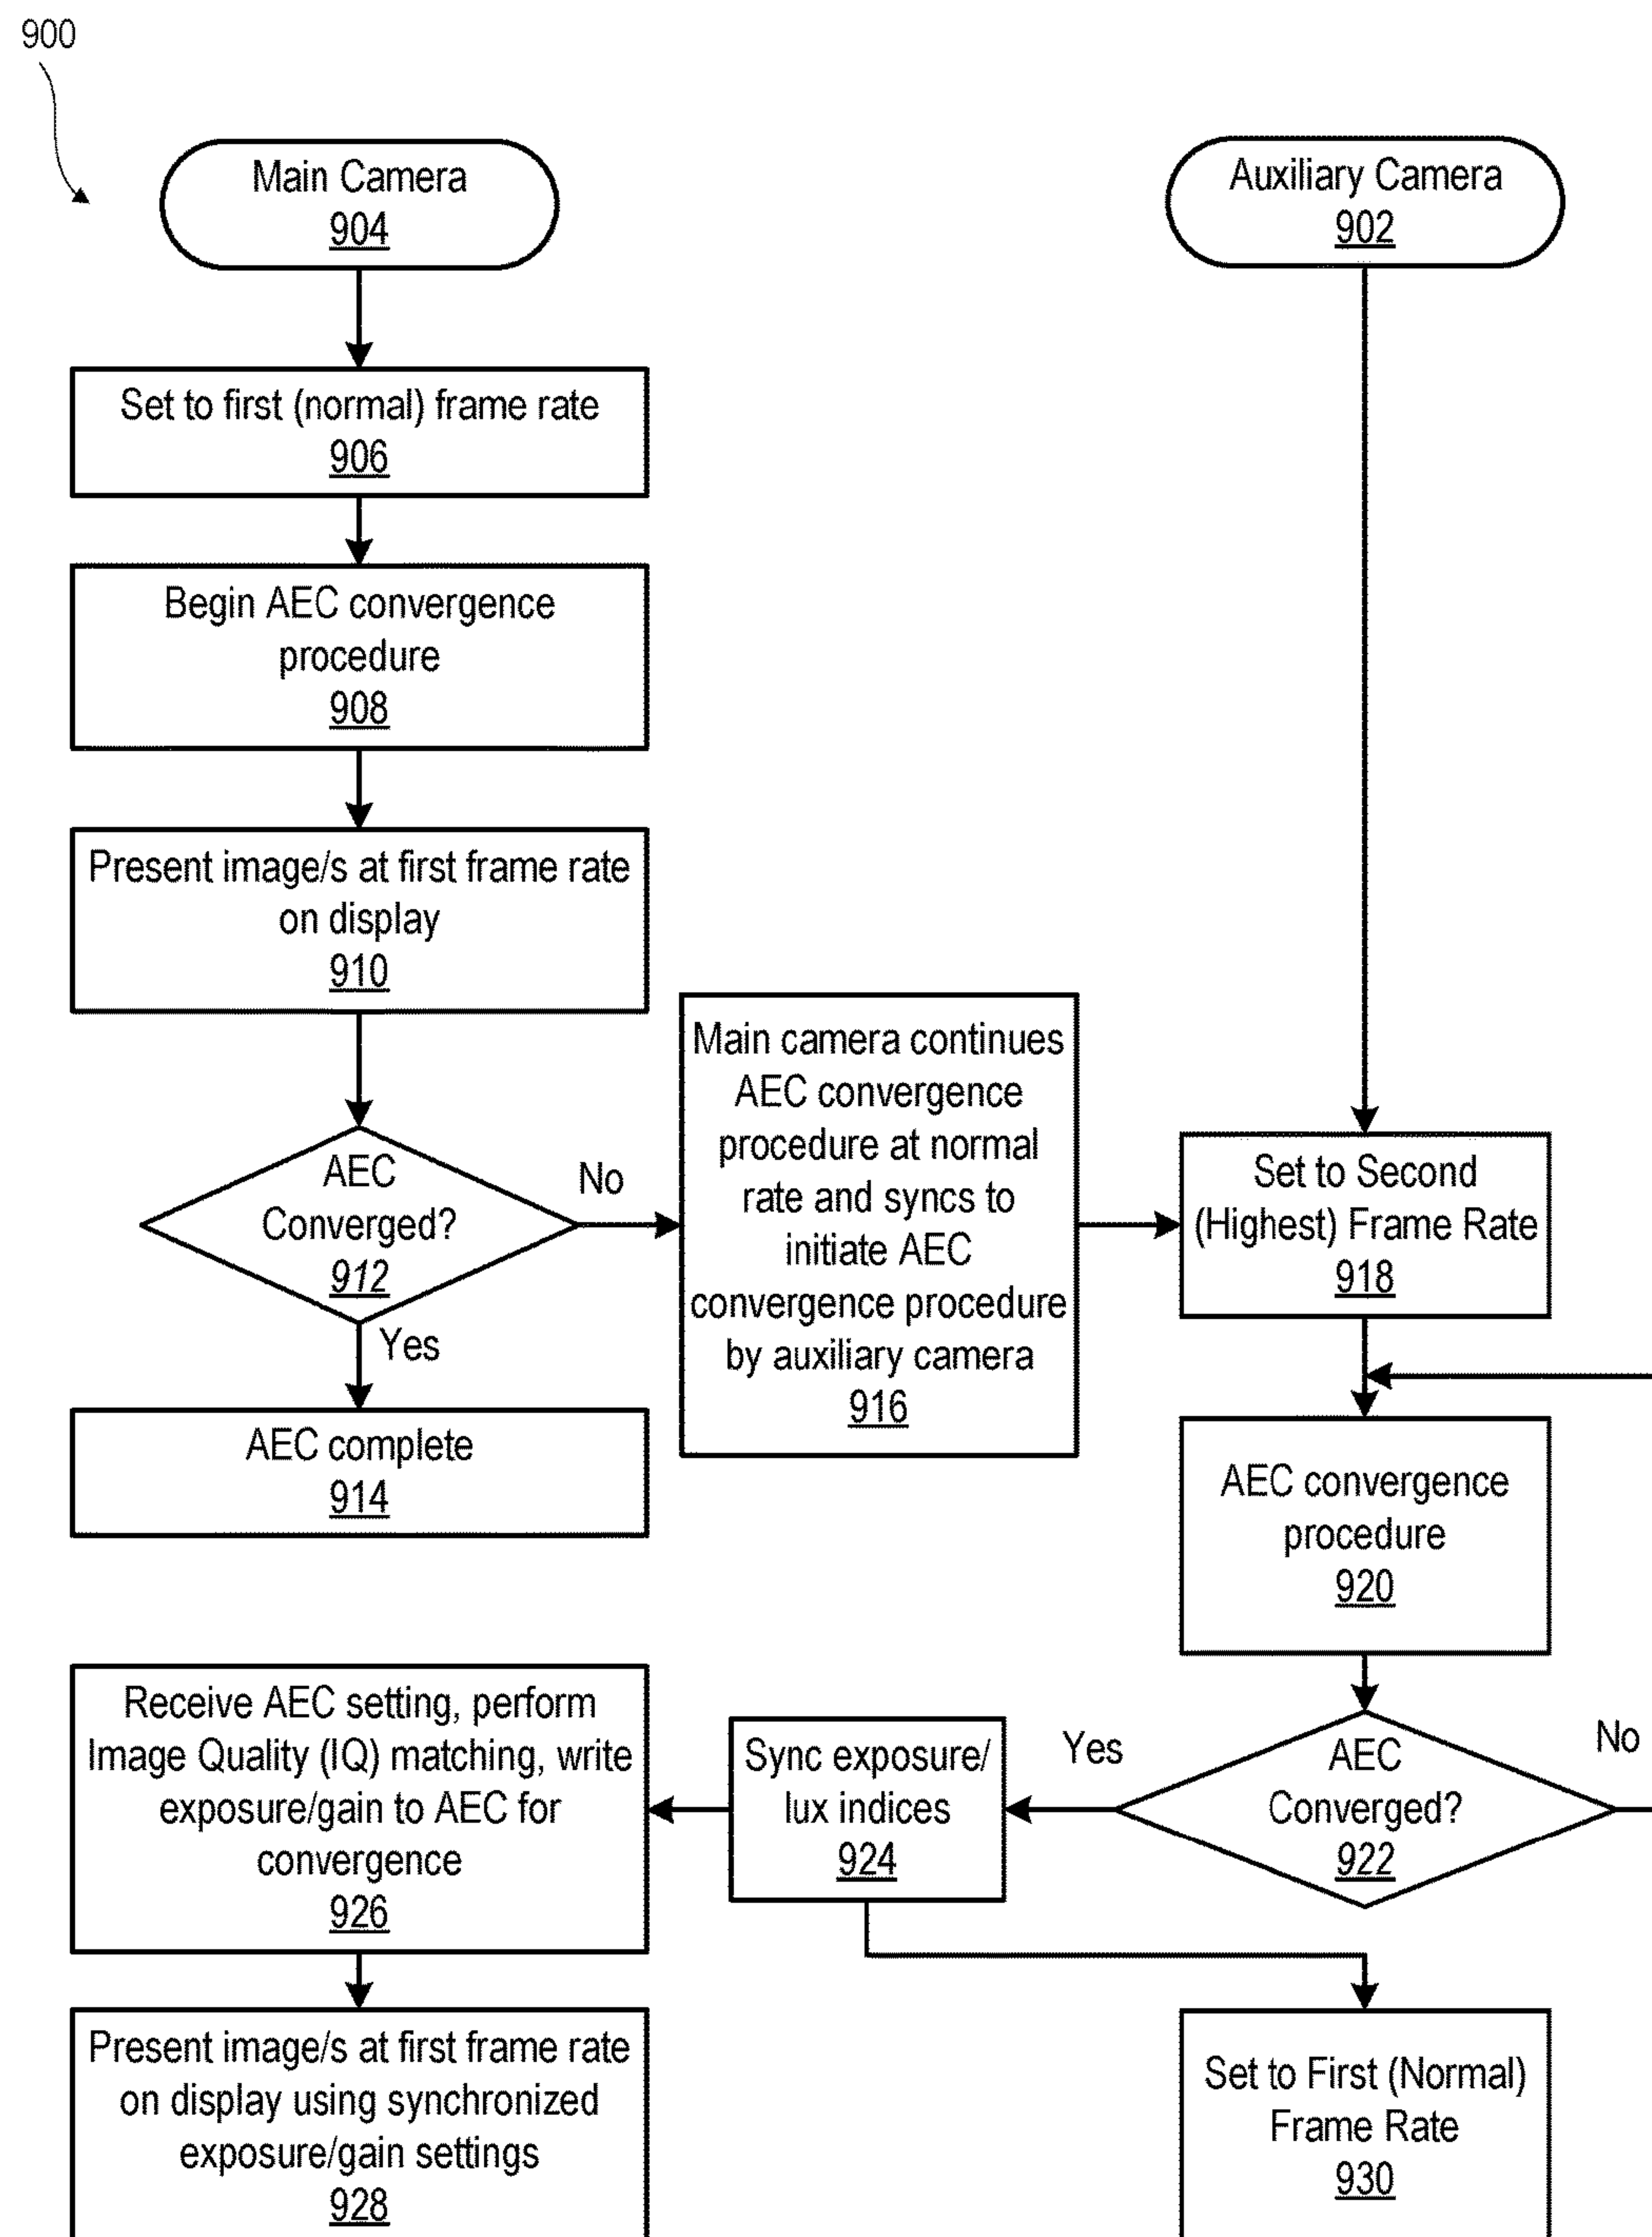 900
Main Camera
904
Auxiliary Camera
902
Set to first (normal) frame rate
906
Begin AEC convergence
procedure
908
Present image/s at first frame rate
on display
910
AEC
Converged?
912
No
Yes
AEC complete
914
Main camera continues
AEC convergence
procedure at normal
rate and syncs to
initiate AEC
convergence procedure
by auxiliary camera
916
Set to Second
(Highest) Frame Rate
918
AEC convergence
procedure
920
AEC
Converged?
922
No
Yes
Sync exposure/
lux indices
924
Receive AEC setting, perform
Image Quality (IQ) matching, write
exposure/gain to AEC for
convergence
926
Present image/s at first frame rate
on display using synchronized
exposure/gain settings
928
Set to First (Normal)
Frame Rate
930